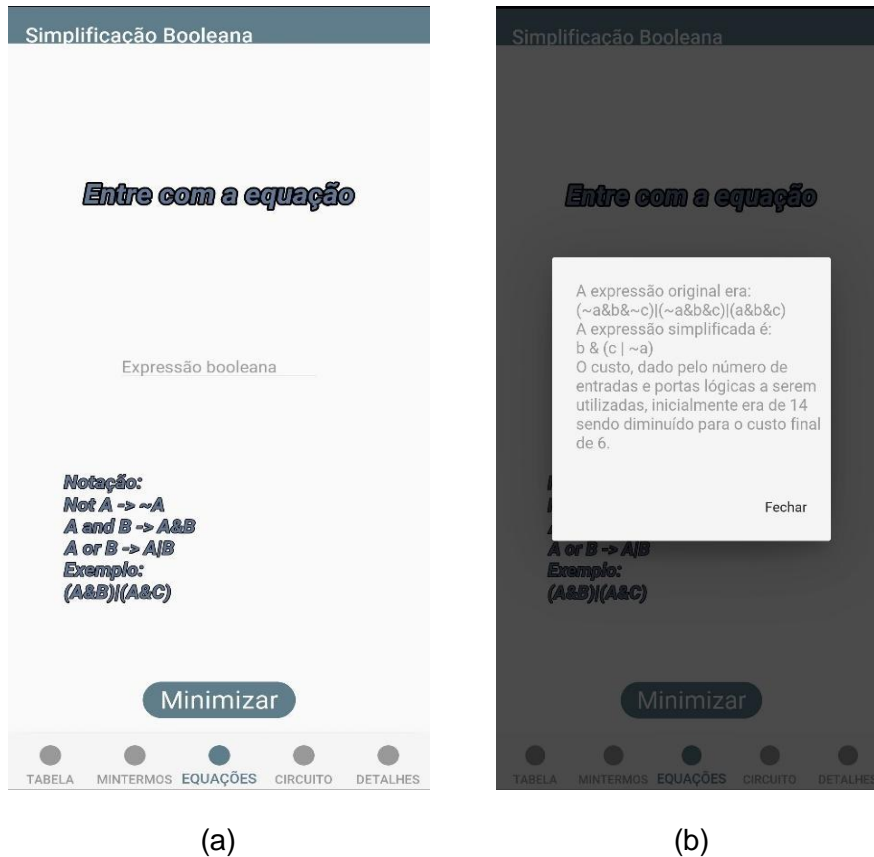 Simplificação Booleana
Entre com a equação
Expressão booleana
Notação:
Not A -> ~A
A and B -> A&B
A or B -> A|B
Exemplo:
(A&B)|(A&C)
Minimizar
TABELA MINTERMOS EQUAÇÕES CIRCUITO DETALHES
(a)
Simplificação Booleana
Entre com a equação
A expressão original era:
(~a&b&~c)|(~a&b&c)|(a&b&c)
A expressão simplificada é:
b & (c | ~a)
O custo, dado pelo número de
entradas e portas lógicas a serem
utilizadas, inicialmente era de 14
sendo diminuído para o custo final
de 6.
Fechar
A or B -> A|B
Exemplo:
(A&B)|(A&C)
Minimizar
TABELA MINTERMOS EQUAÇÕES CIRCUITO DETALHES
(b)